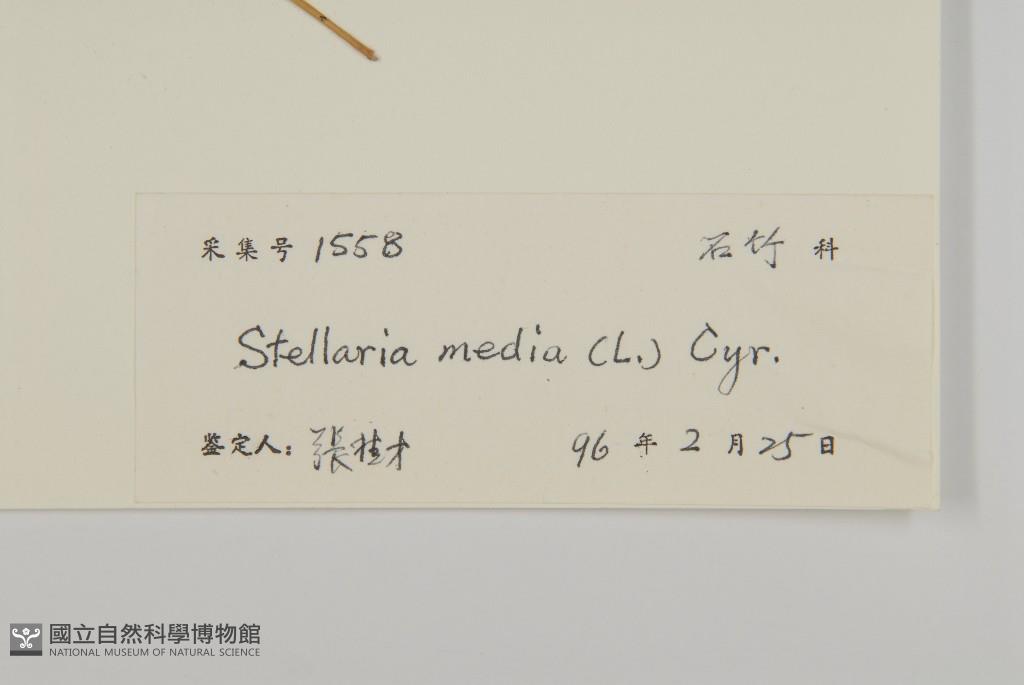 采集号 1558 石竹 科
Stellaria media (L.) Cyr.
鉴定人: 張桂才 96 年 2 月 25 日
國立自然科學博物館
NATIONAL MUSEUM OF NATURAL SCIENCE